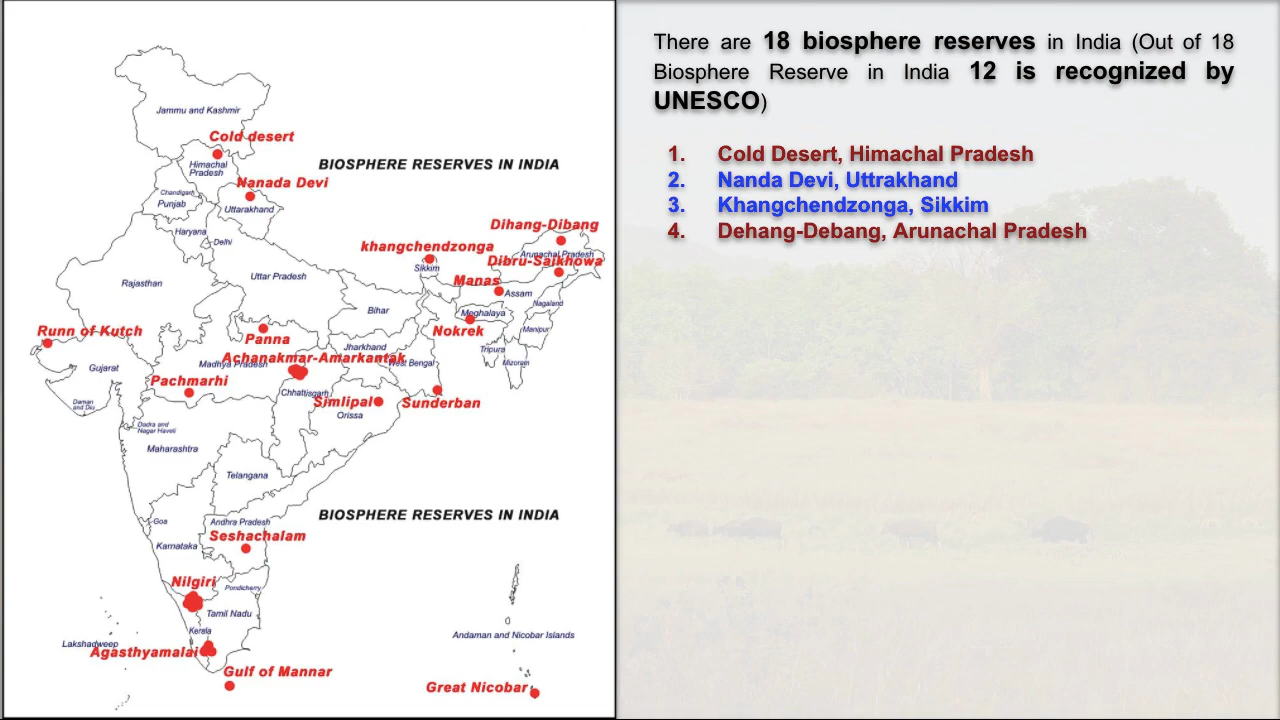 Jammu and Kashmir
Cold desert
BIOSPHERE RESERVES IN INDIA
Himachal
Pradesh
Nanada Devi
Chandigarh
Punjab
Uttarakhand
Haryana
Delhi
Dihang-Dibang
khangchendzonga
Arunachal Pradesh
Dibru-Saikhowa
Sikkim
Uttar Pradesh
Rajasthan
Manas
Assam
Nagaland
Bihar
Meghalaya
Runn of Kutch
Nokrek
Manipur
Panna
Jharkhand
Tripura
Achanakmar-Amarkantak
Madhya Pradesh
West Bengal
Mizoram
Gujarat
Pachmarhi
Chhattisgarh
Simlipal
Sunderban
Daman
and Diu
Orissa
Dadra and
Nagar Haveli
Maharashtra
Telangana
BIOSPHERE RESERVES IN INDIA
Goa
Andhra Pradesh
Seshachalam
Karnataka
Nilgiri
Pondicherry
Tamil Nadu
Kerala
Andaman and Nicobar Islands
Lakshadweep
Agasthyamalai
Gulf of Mannar
Great Nicobar
There are 18 biosphere reserves in India (Out of 18
Biosphere Reserve in India 12 is recognized by
UNESCO)
1. Cold Desert, Himachal Pradesh
2. Nanda Devi, Uttrakhand
3. Khangchendzonga, Sikkim
4. Dehang-Debang, Arunachal Pradesh